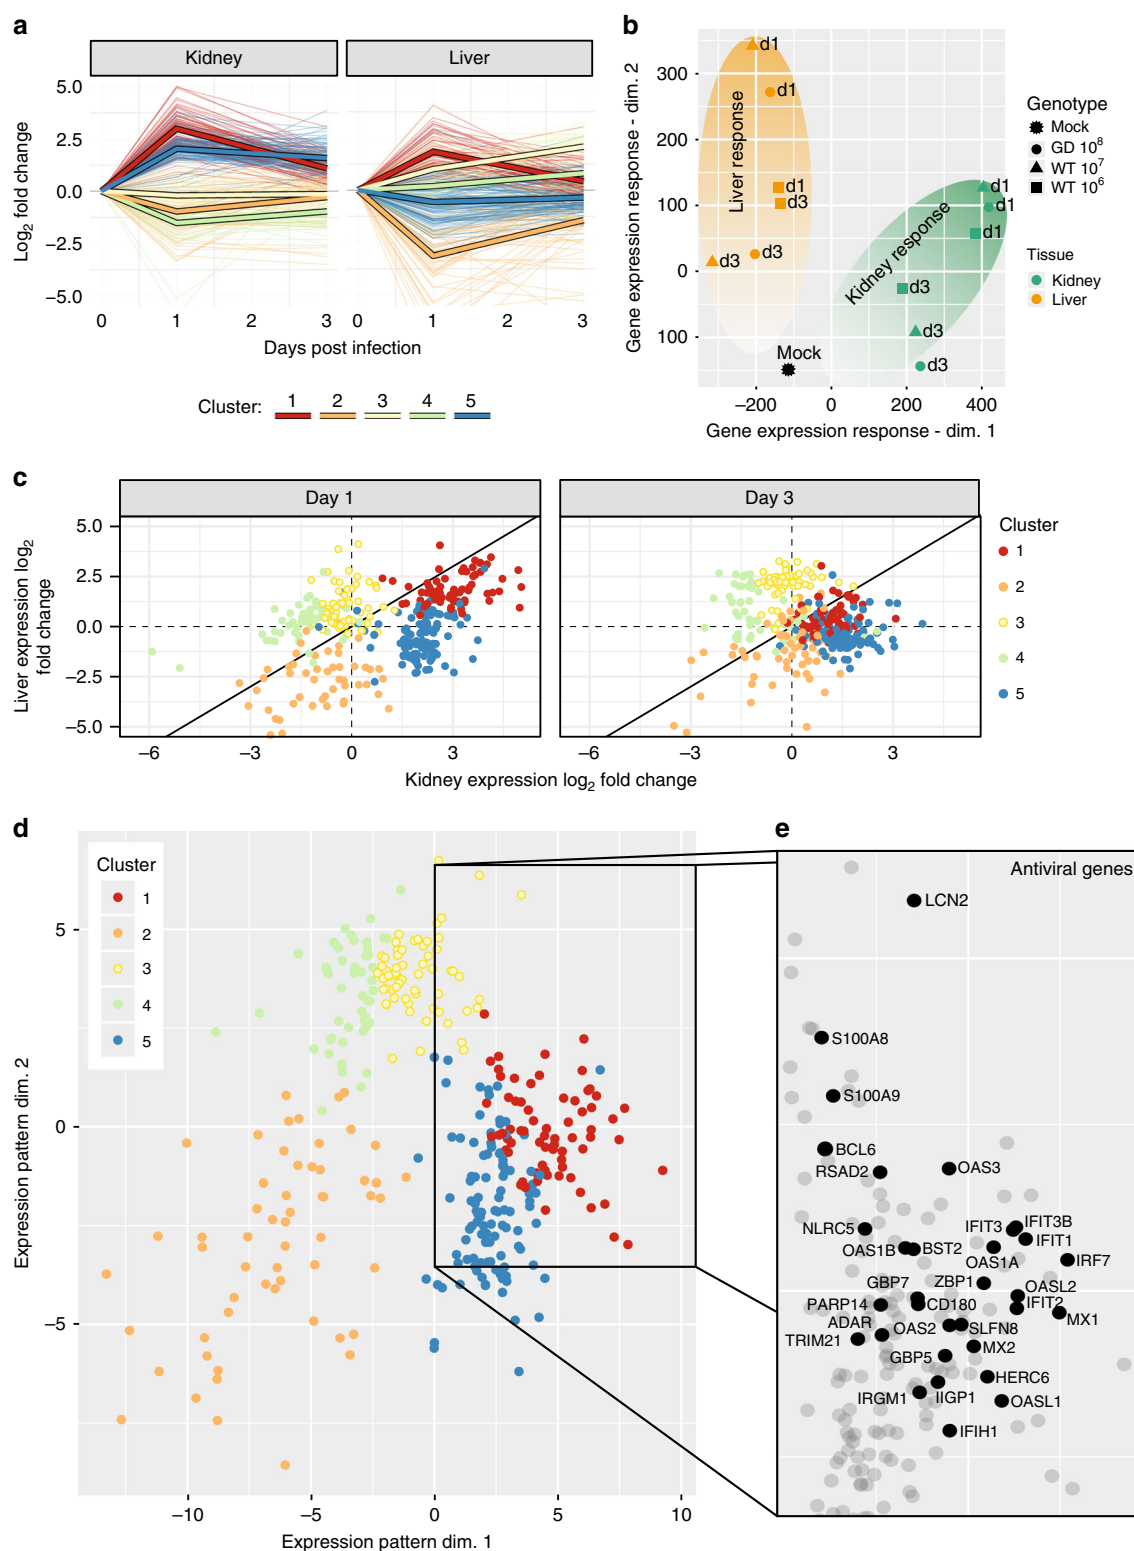 a
Kidney
Liver
Log2 fold change
5.0
2.5
0.0
−2.5
−5.0
0
1
2
3
0
1
2
3
Days post infection
Cluster:
1
2
3
4
5
b
Gene expression response - dim. 2
300
200
100
0
100
d1
d1
d1
d3
d3
d3
Liver response
d1
d1
d1
d3
d3
d3
Kidney response
Mock
−200
0
200
400
Gene expression response - dim. 1
Genotype
Mock
GD 10⁸
WT 10⁷
WT 10⁶
Tissue
Kidney
Liver
c
Day 1
Day 3
Liver expression log2
fold change
5.0
2.5
0.0
−2.5
−5.0
−6
−3
0
3
−6
−3
0
3
Kidney expression log2 fold change
Cluster
1
2
3
4
5
d
Cluster
1
2
3
4
5
Expression pattern dim. 2
5
0
−5
−10
−5
0
5
10
Expression pattern dim. 1
e
Antiviral genes
LCN2
S100A8
S100A9
BCL6
RSAD2
OAS3
NLRC5
IFIT3
IFIT3B
IFIT1
OAS1B
BST2
OAS1A
IRF7
GBP7
ZBP1
OASL2
PARP14
CD180
IFIT2
MX1
ADAR
OAS2
SLFN8
TRIM21
MX2
GBP5
HERC6
IRGM1
IIGP1
OASL1
IFIH1